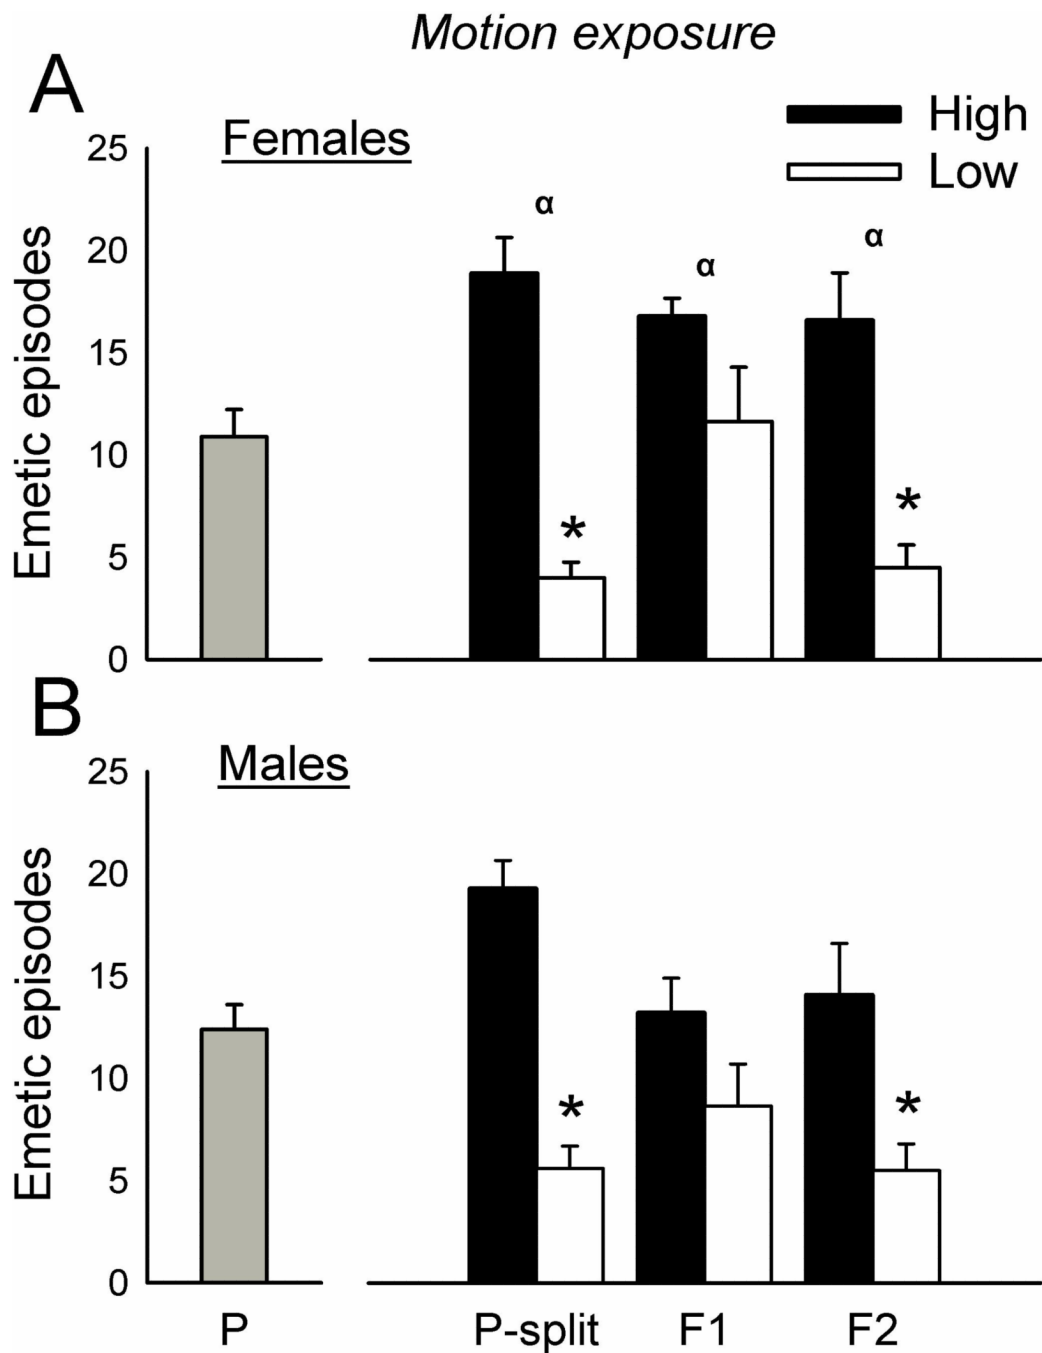 Motion exposure
A
High
Low
Females
Emetic episodes
25
20
15
10
5
0
α
α
α
*
*
B
Males
Emetic episodes
25
20
15
10
5
0
*
*
P
P-split
F1
F2